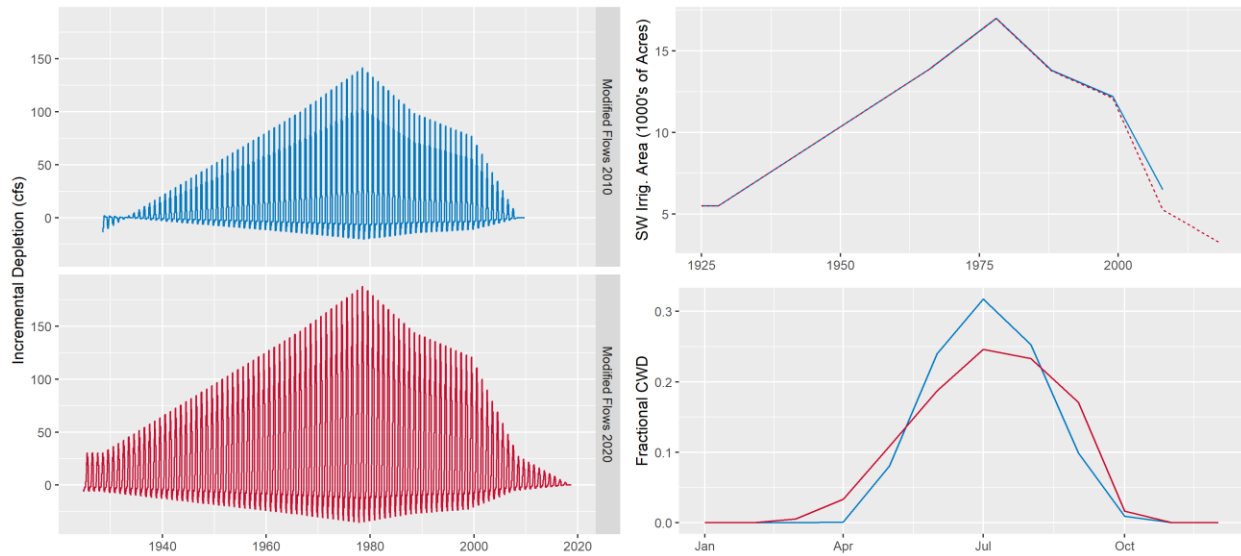 Incremental Depletion (cfs)
150
100
50
0
Modified Flows 2010
150
100
50
0
Modified Flows 2020
1940
1960
1980
2000
2020
SW Irrig. Area (1000's of Acres)
15
10
5
1925
1950
1975
2000
Fractional CWD
0.3
0.2
0.1
0.0
Jan
Apr
Jul
Oct